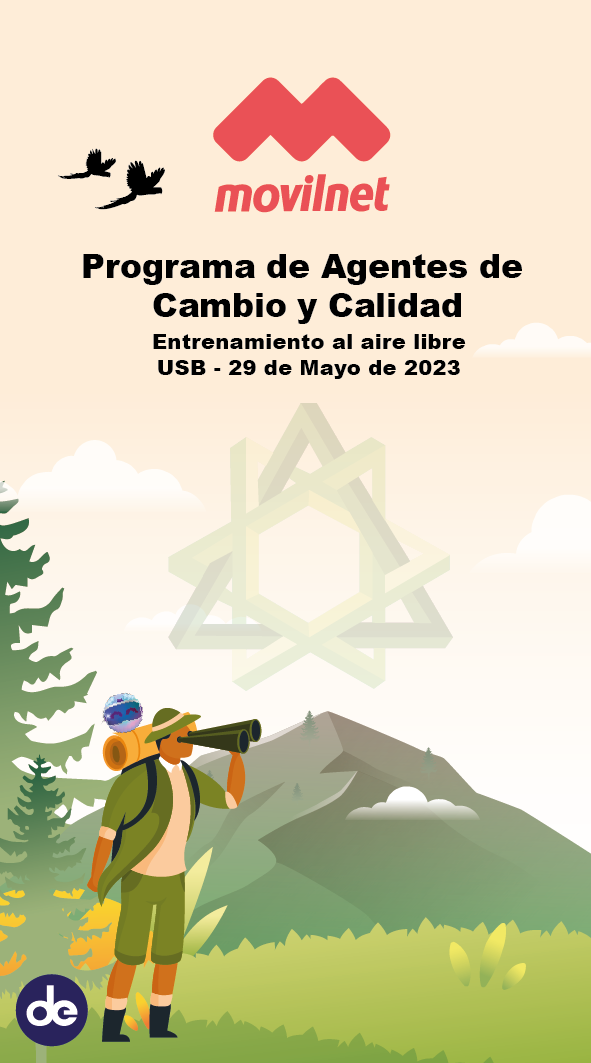 movilnet
Programa de Agentes de
Cambio y Calidad
Entrenamiento al aire libre
USB - 29 de Mayo de 2023
de